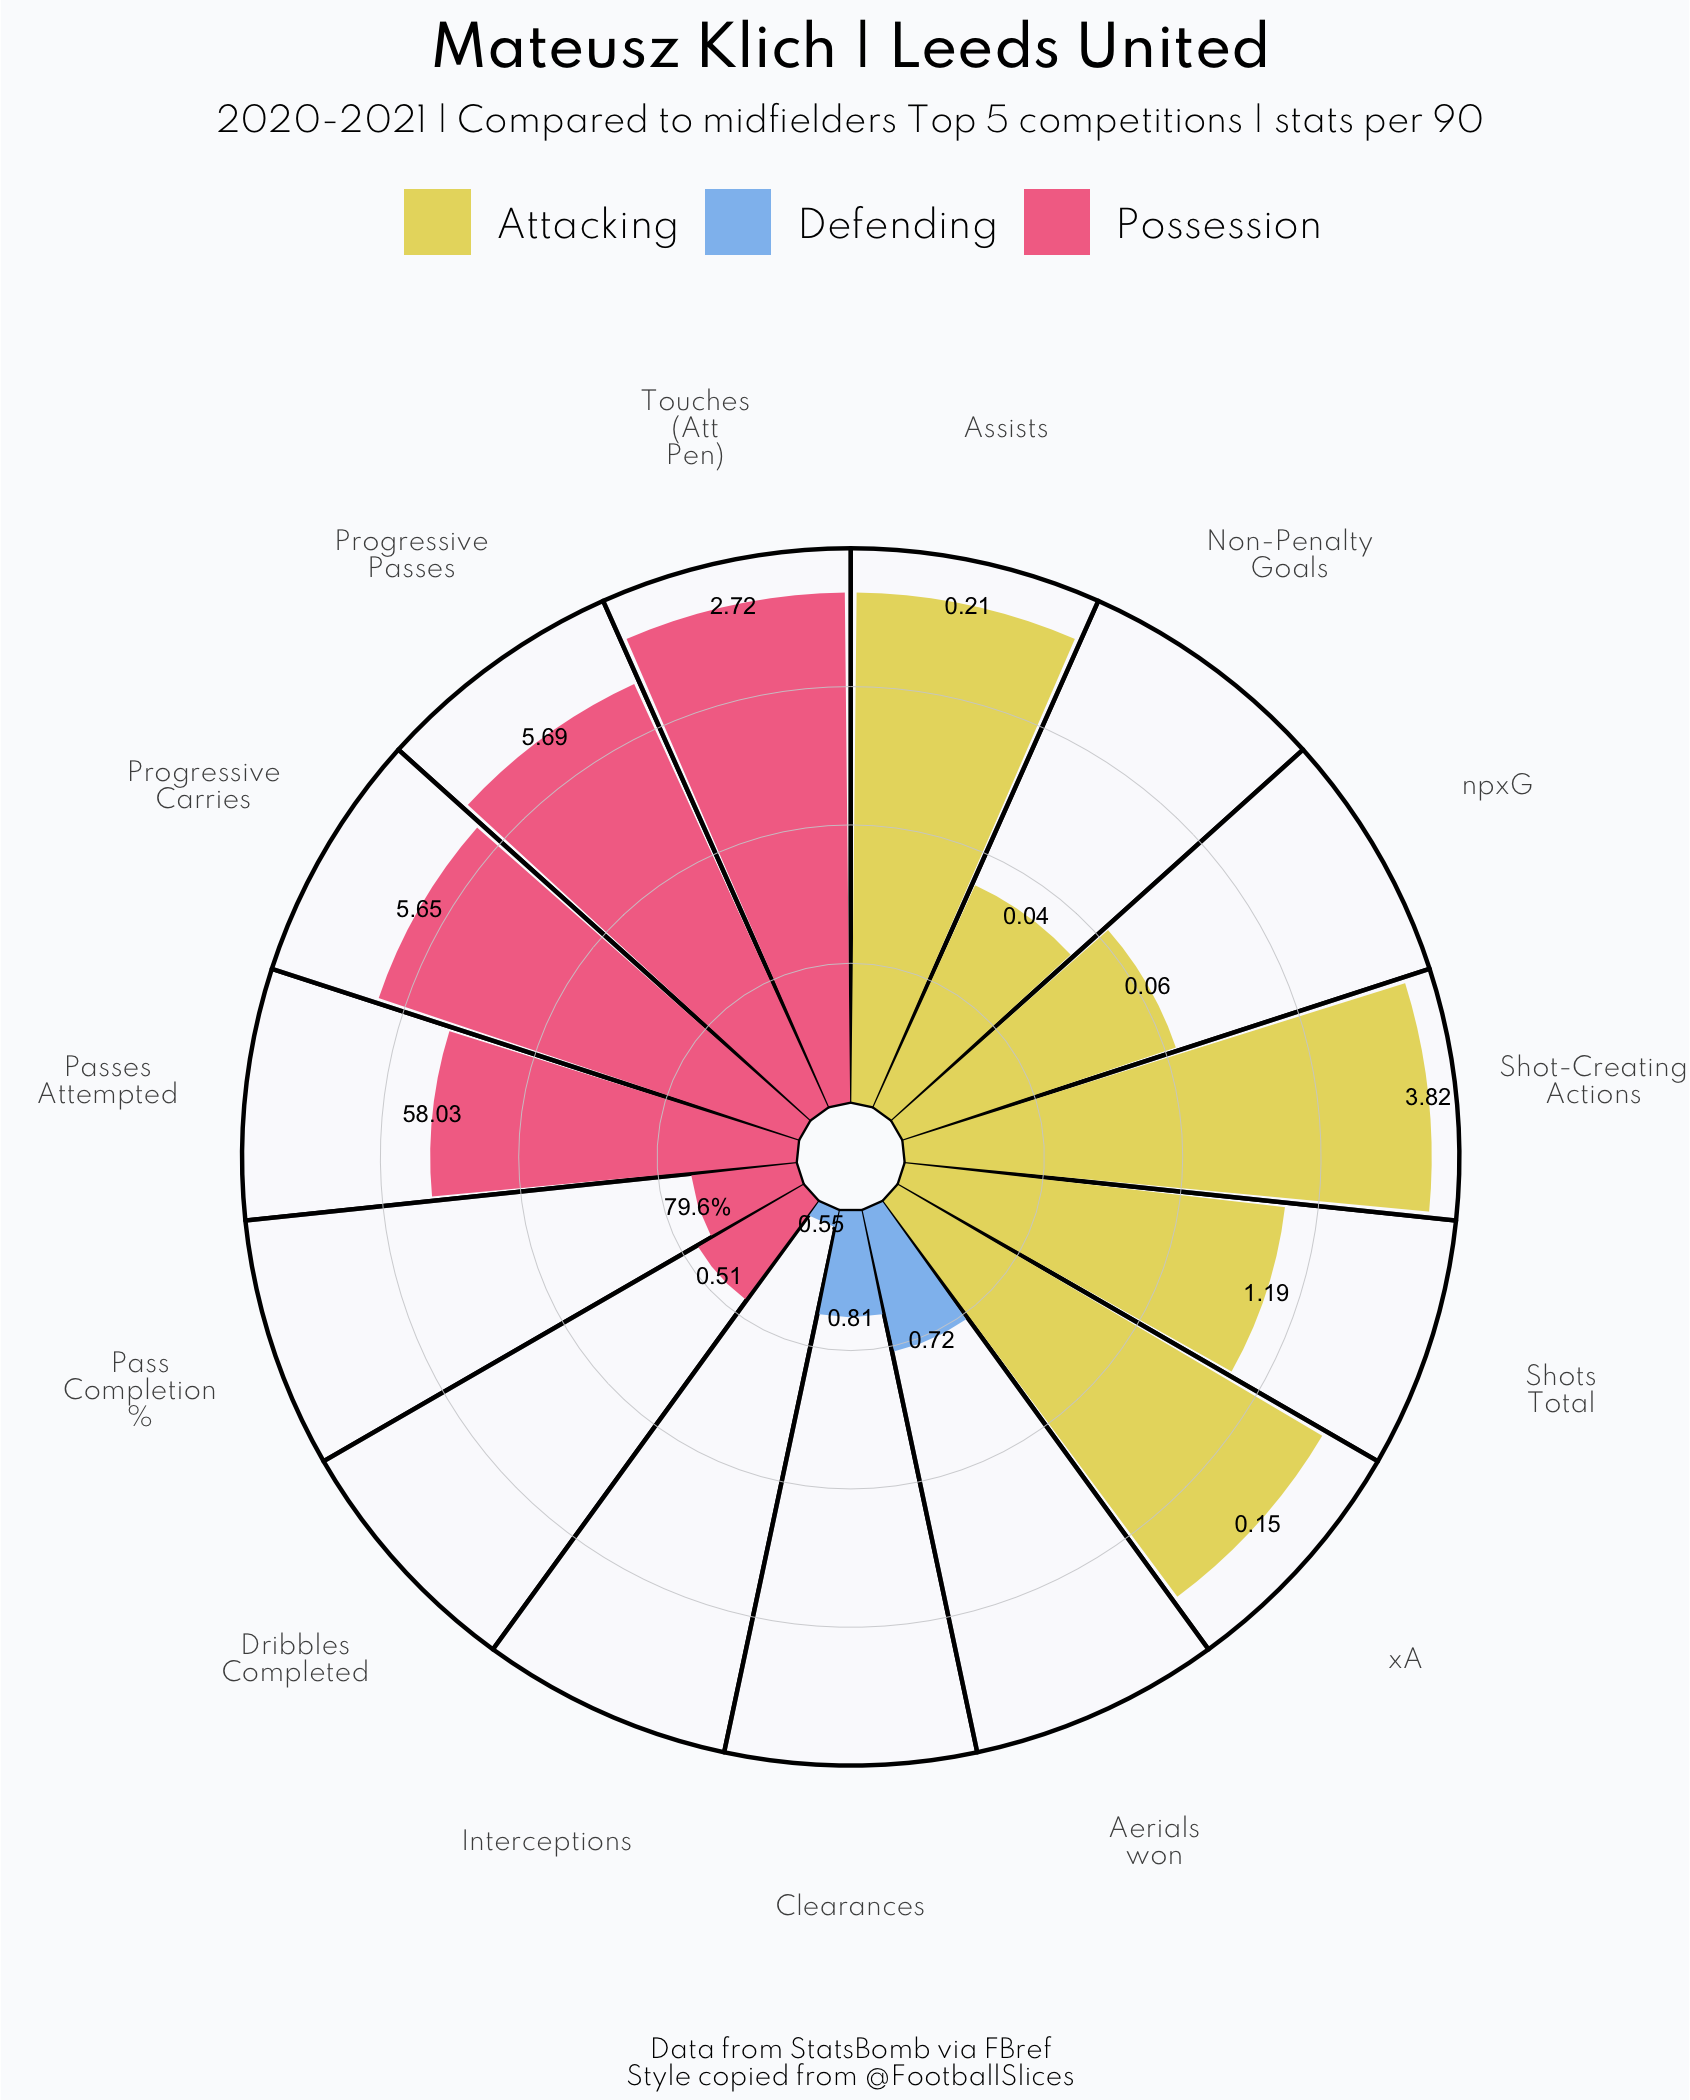 Mateusz Klich | Leeds United
2020-2021 | Compared to midfielders Top 5 competitions | stats per 90
Attacking
Defending
Possession
Touches
(Att
Pen)
Assists
Progressive
Passes
Non-Penalty
Goals
2.72
0.21
5.69
Progressive
Carries
npxG
5.65
0.04
0.06
Passes
Attempted
Shot-Creating
Actions
58.03
3.82
79.6%
0.55
0.51
0.81
0.72
1.19
Pass
Completion
%
Shots
Total
0.15
Dribbles
Completed
xA
Interceptions
Aerials
won
Clearances
Data from StatsBomb via FBref
Style copied from @FootballSlices